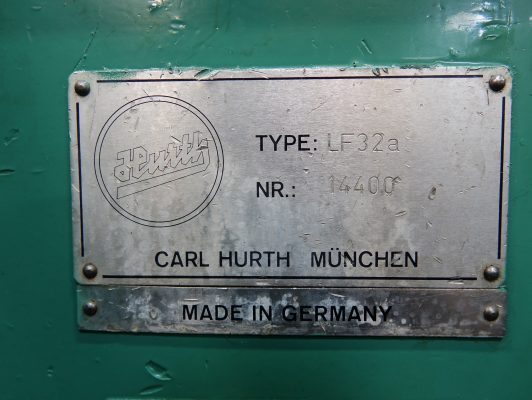 Hurth
TYPE: LF32a
NR.: 14400
CARL HURTH MÜNCHEN
MADE IN GERMANY